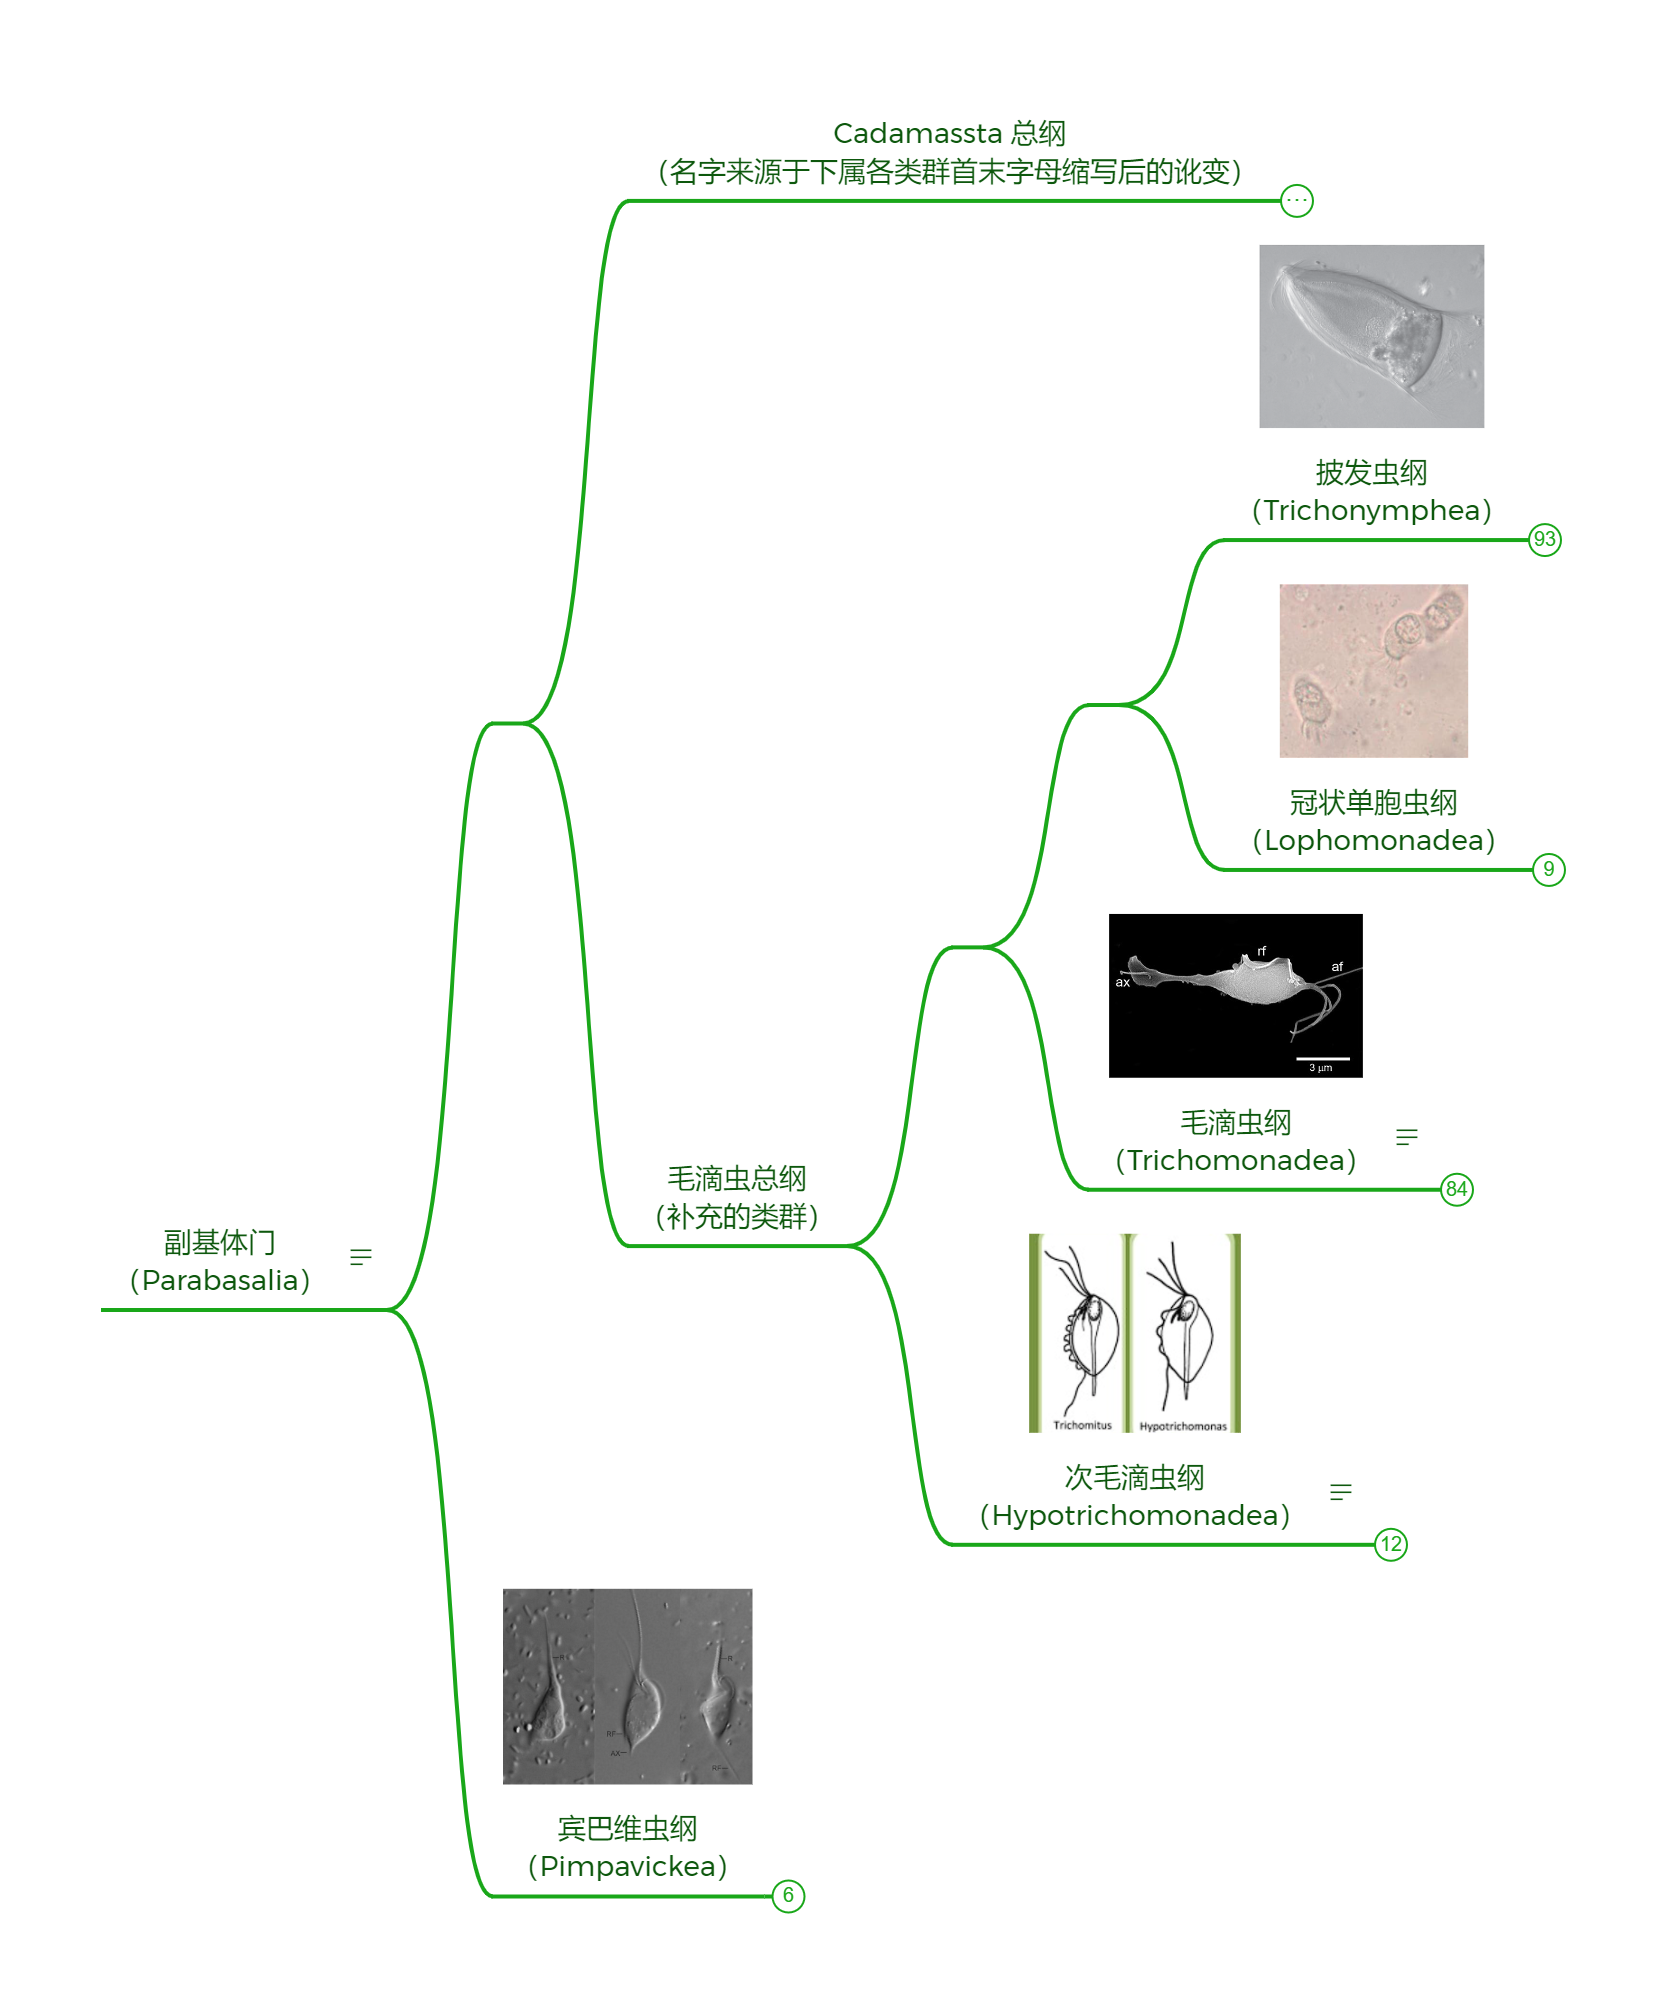 Cadamassta 总纲
（名字来源于下属各类群首末字母缩写后的讹变）
…
披发虫纲
（Trichonymphea）
93
冠状单胞虫纲
（Lophomonadea）
9
rf
af
ax
3 μm
毛滴虫纲
（Trichomonadea）
84
毛滴虫总纲
（补充的类群）
副基体门
（Parabasalia）
Trichomitus
Hypotrichomonas
次毛滴虫纲
（Hypotrichomonadea）
12
R
R
RF
AX
RF
宾巴维虫纲
（Pimpavickea）
6